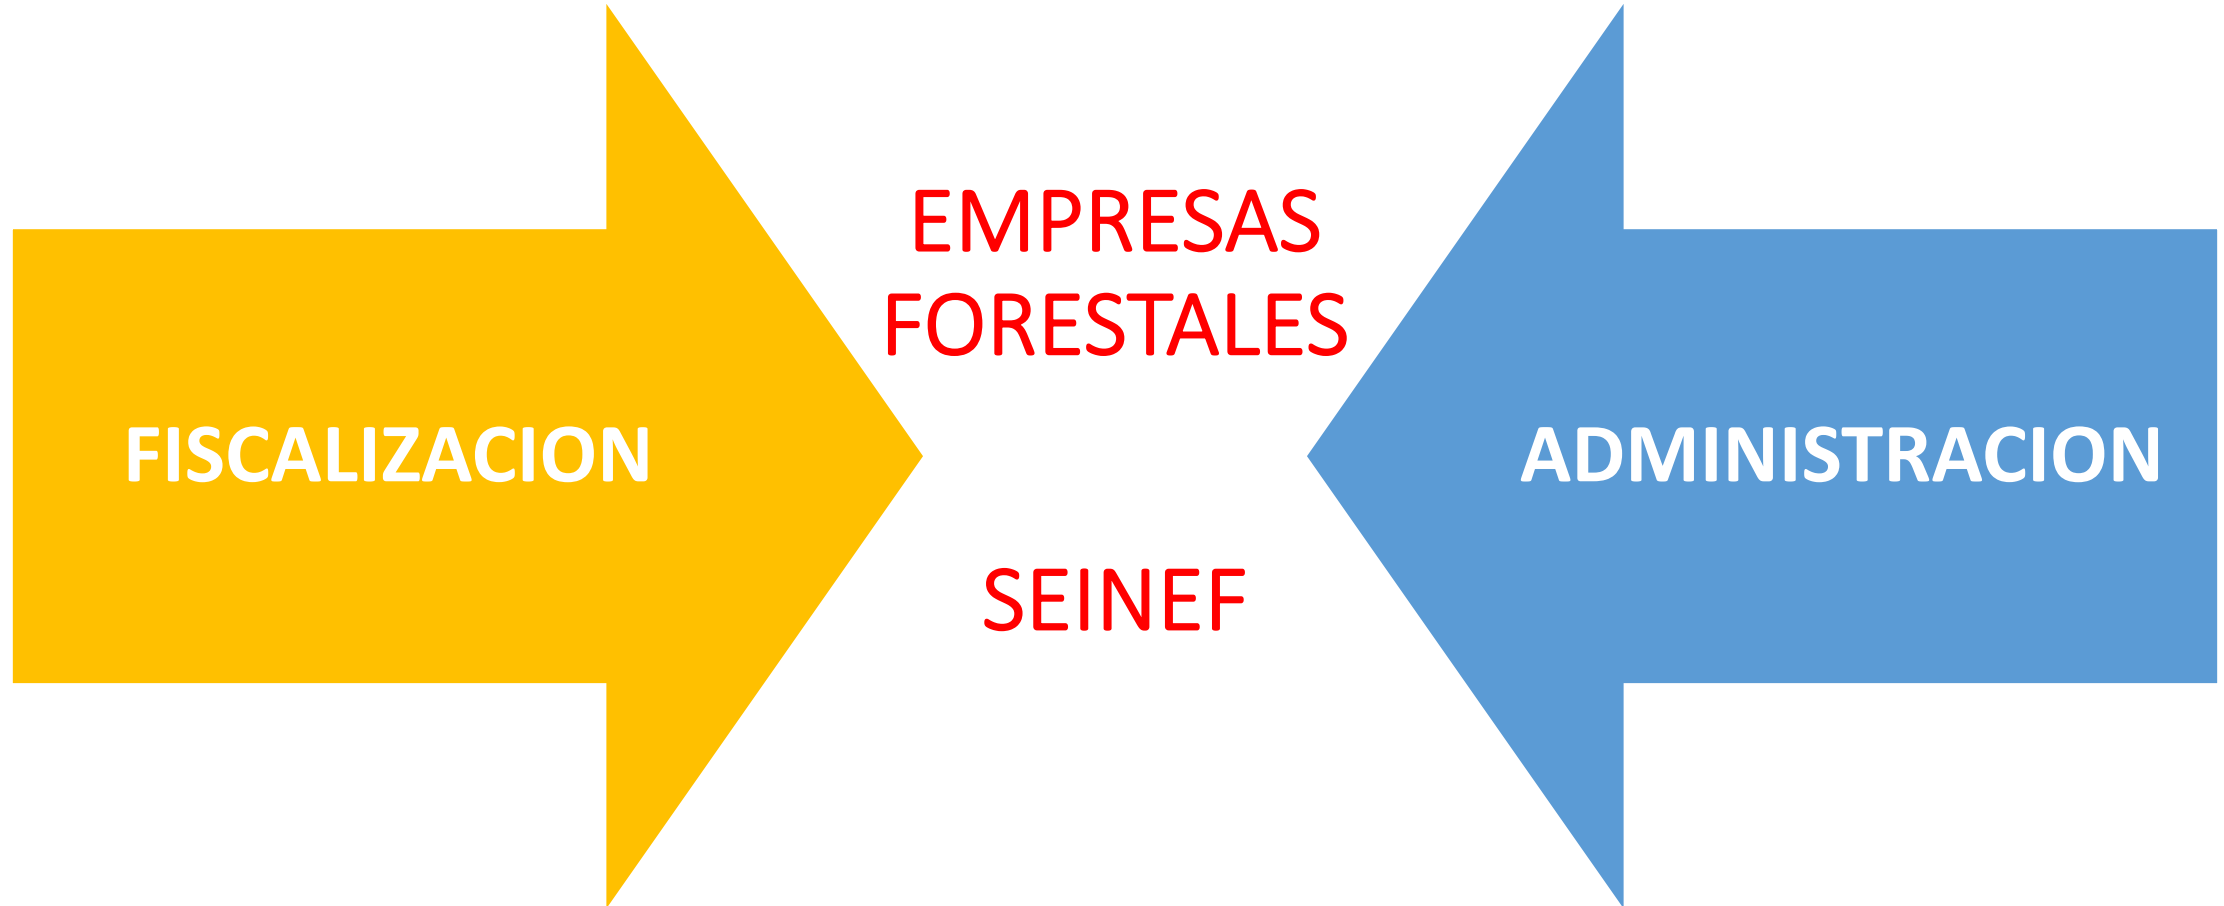 EMPRESAS
FORESTALES
FISCALIZACION
ADMINISTRACION
SEINEF